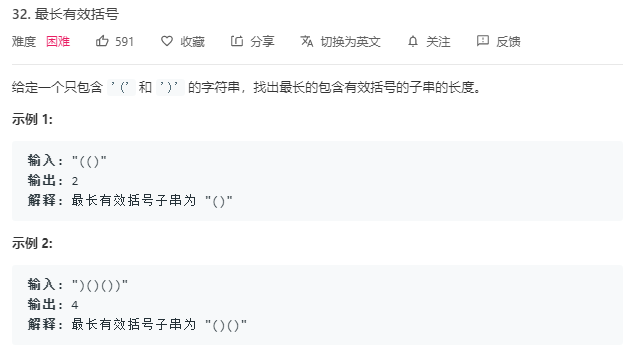 32. 最长有效括号
难度 困难 591 收藏 分享 切换为英文 关注 反馈
给定一个只包含 '(' 和 ')' 的字符串，找出最长的包含有效括号的子串的长度。
示例 1:
输入: "(()"
输出: 2
解释: 最长有效括号子串为 "()"
示例 2:
输入: ")()())"
输出: 4
解释: 最长有效括号子串为 "()()"